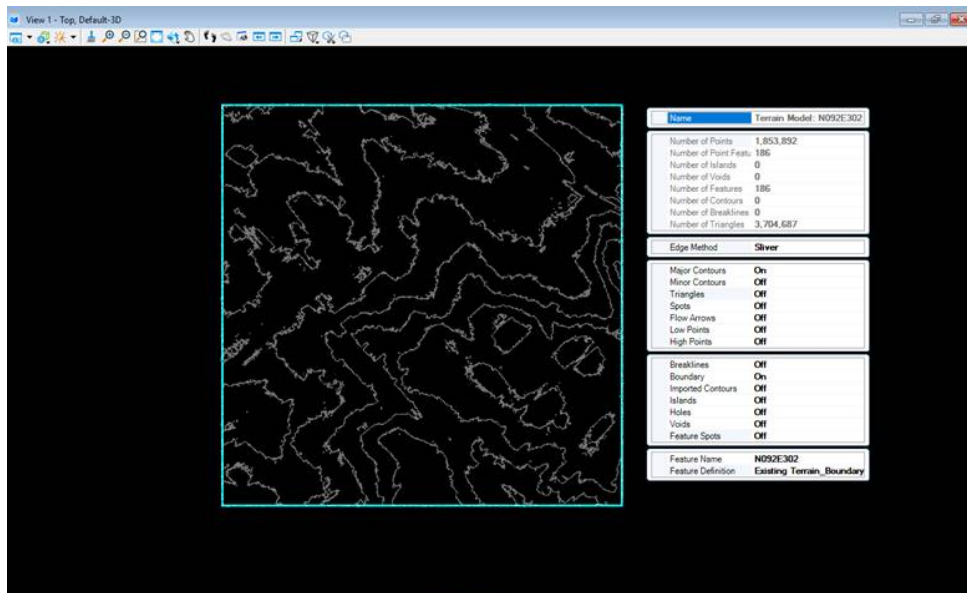 View 1 - Top, Default-3D
Name Terrain Model: N092E302
Number of Points 1,853,892
Number of Point Featu 186
Number of Islands 0
Number of Voids 0
Number of Features 186
Number of Contours 0
Number of Breaklines 0
Number of Triangles 3,704,687
Edge Method Sliver
Major Contours On
Minor Contours Off
Triangles Off
Spots Off
Flow Arrows Off
Low Points Off
High Points Off
Breaklines Off
Boundary On
Imported Contours Off
Islands Off
Holes Off
Voids Off
Feature Spots Off
Feature Name N092E302
Feature Definition Existing Terrain_Boundary